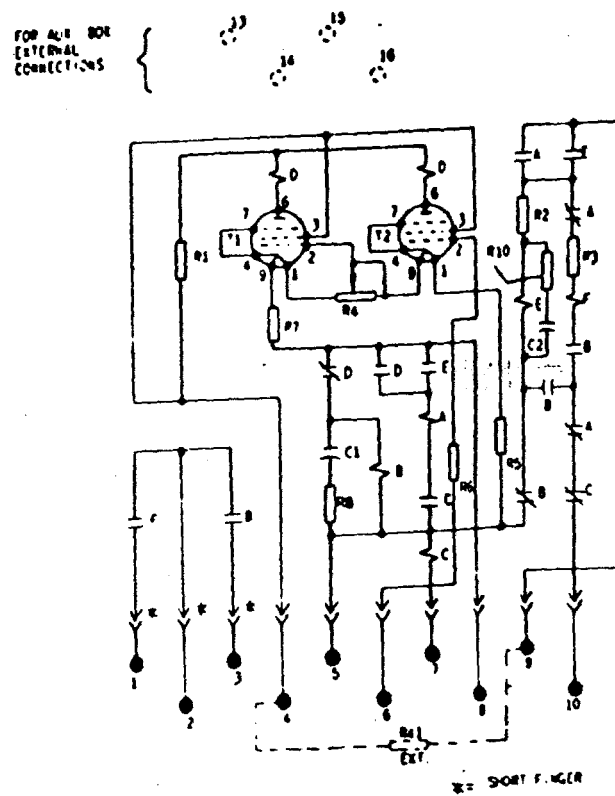 13
15
FOR AUX BOX
EXTERNAL
CONNECTIONS
14
16
A
E
D
6
D
6
7
3
7
3
R2
A
T1
T2
2
2
R1
4
4
R10
R3
9
1
9
1
E
F
R4
R7
C2
B
D
D
E
B
A
A
C1
B
R6
R5
R8
C
B
C
F
B
C
*
*
*
1
2
3
4
5
6
7
8
9
10
EXT.
*= SHORT FINGER